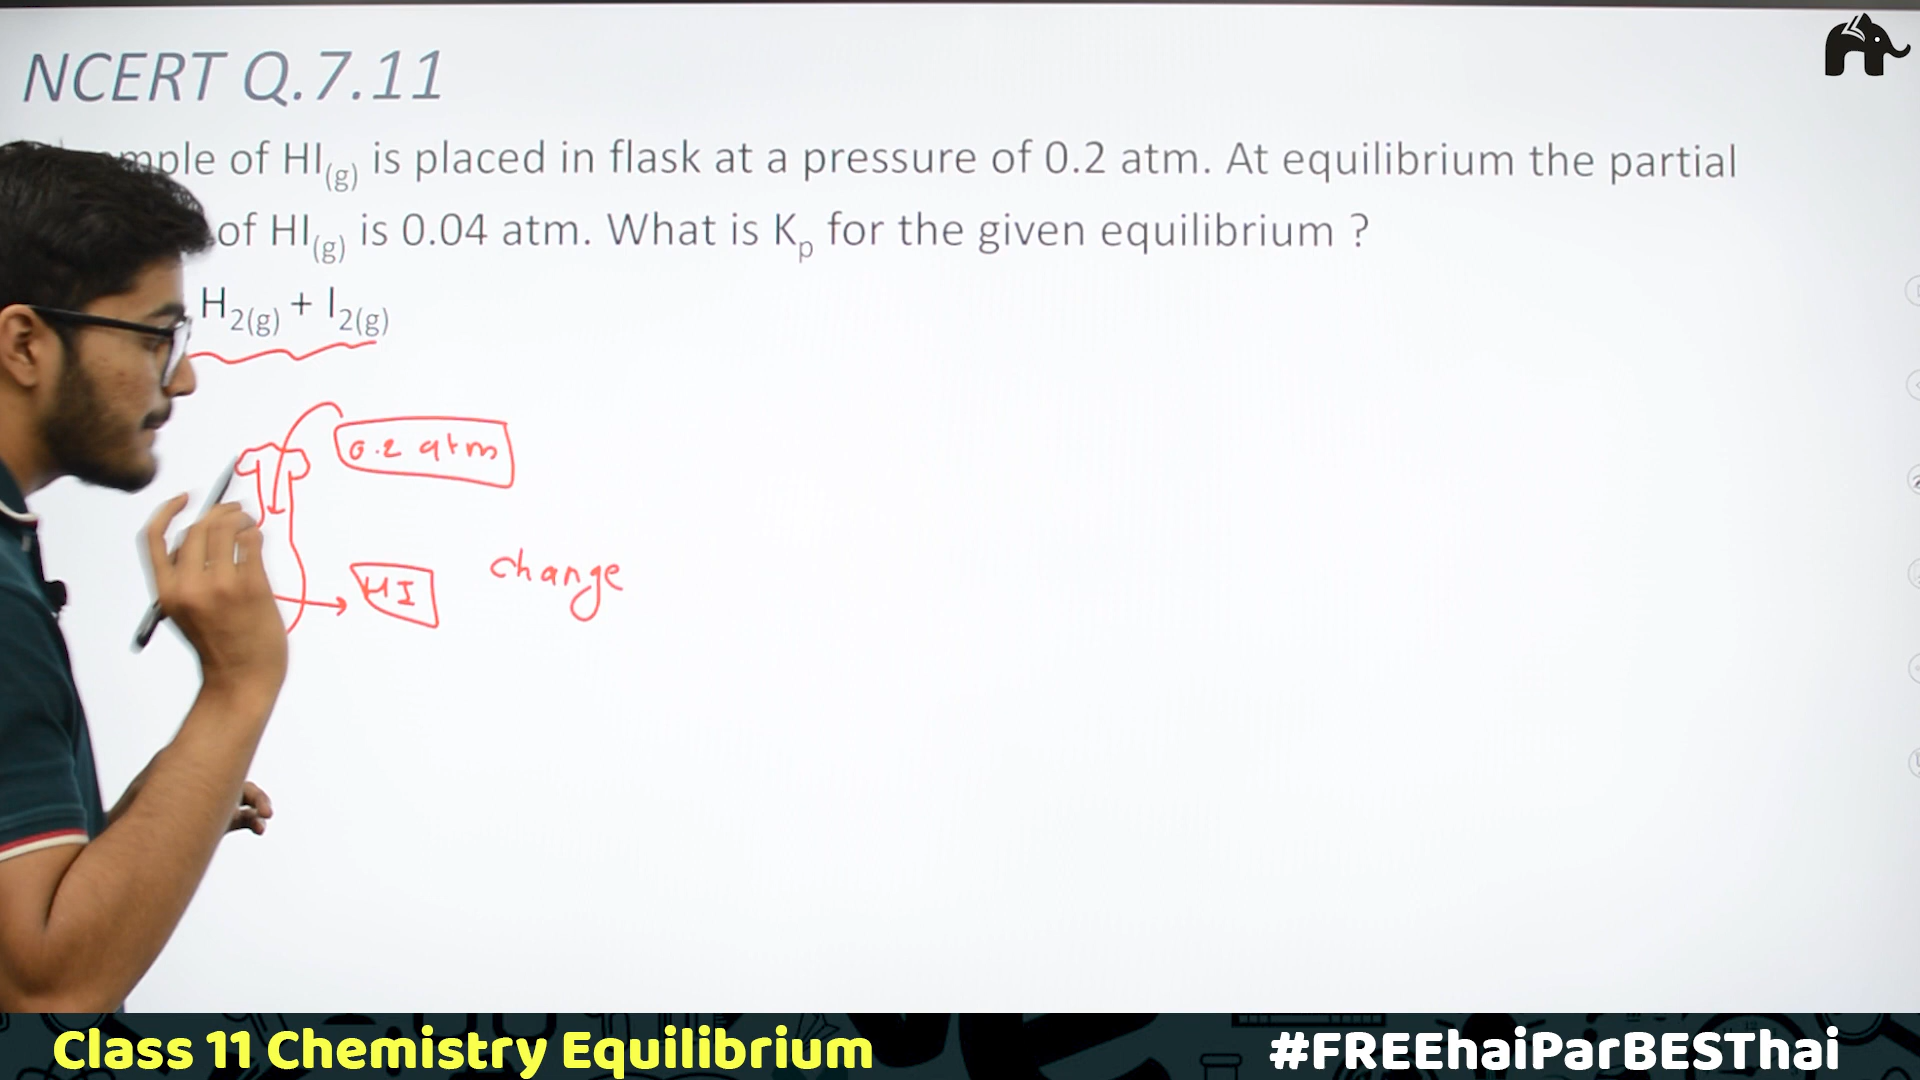 NCERT Q.7.11
of HI(g) is placed in flask at a pressure of 0.2 atm. At equilibrium the partial
of HI(g) is 0.04 atm. What is Kp for the given equilibrium ?
H2(g) + I2(g)
0.2 atm
HI
change
Class 11 Chemistry Equilibrium
#FREEhaiParBESThai